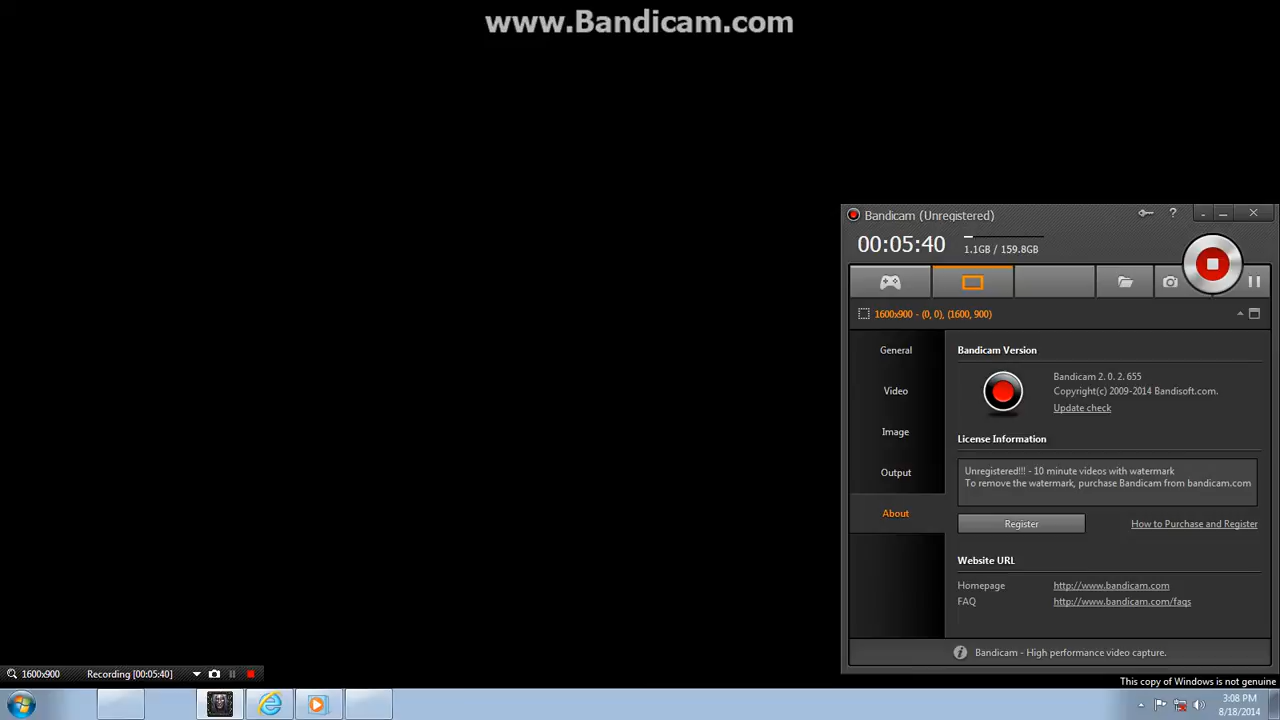 www.Bandicam.com
Bandicam (Unregistered)
?
00:05:40
1.1GB / 159.8GB
1600x900 - (0, 0), (1600, 900)
General
Video
Image
Output
About
Bandicam Version
Bandicam 2. 0. 2. 655
Copyright(c) 2009-2014 Bandisoft.com.
Update check
License Information
Unregistered!!! - 10 minute videos with watermark
To remove the watermark, purchase Bandicam from bandicam.com
Register
How to Purchase and Register
Website URL
Homepage http://www.bandicam.com
FAQ http://www.bandicam.com/faqs
Bandicam - High performance video capture.
1600x900 Recording [00:05:40]
This copy of Windows is not genuine
3:08 PM
8/18/2014